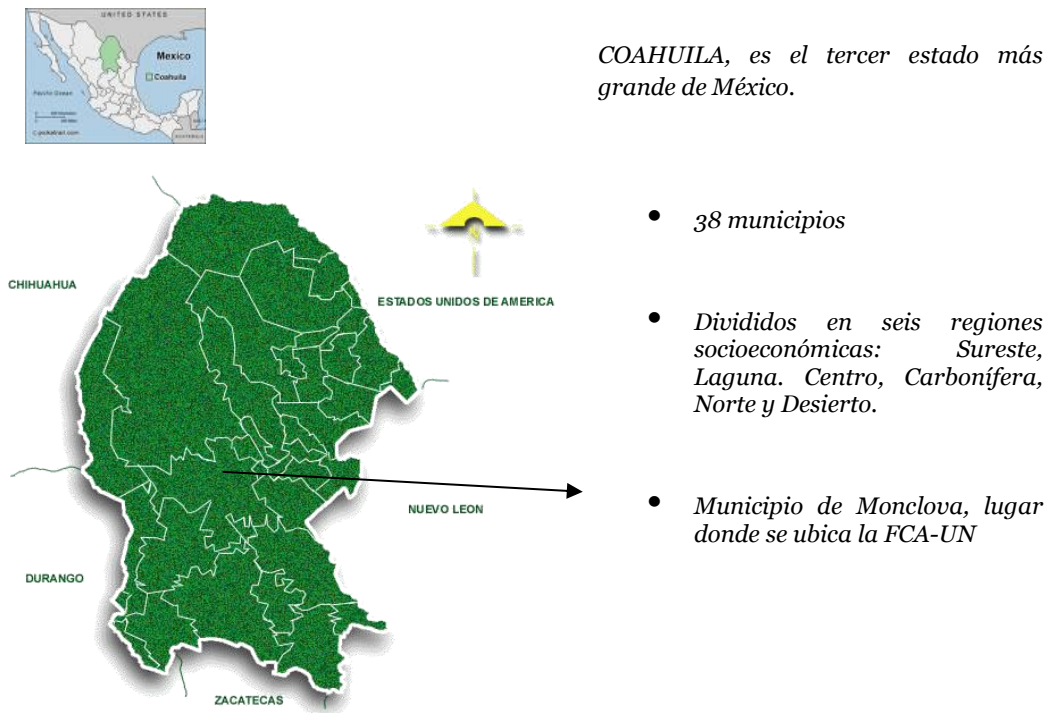 UNITED STATES
Mexico
Coahuila
Pacific Ocean
GUATEMALA
COAHUILA, es el tercer estado más
grande de México.
38 municipios
CHIHUAHUA
ESTADOS UNIDOS DE AMERICA
Divididos en seis regiones
socioeconómicas: Sureste,
Laguna. Centro, Carbonífera,
Norte y Desierto.
NUEVO LEON
Municipio de Monclova, lugar
donde se ubica la FCA-UN
DURANGO
ZACATECAS